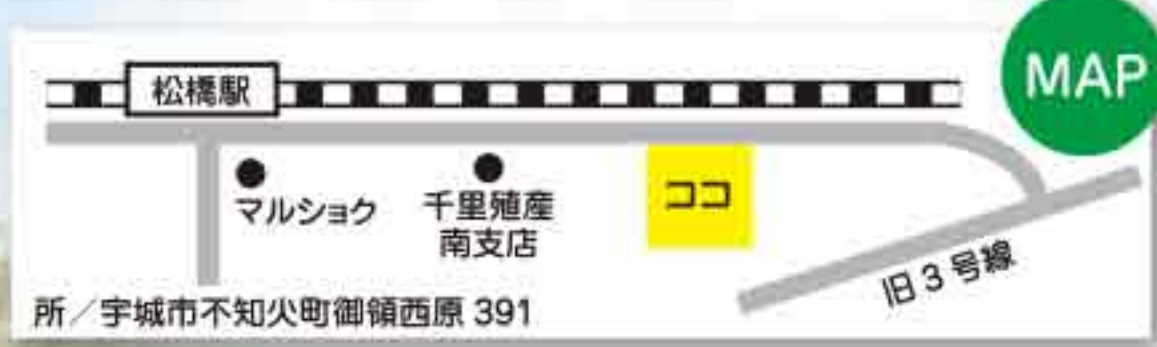 MAP
松橋駅
マルショク
千里殖産
南支店
ココ
旧3号線
所／宇城市不知火町御領西原 391